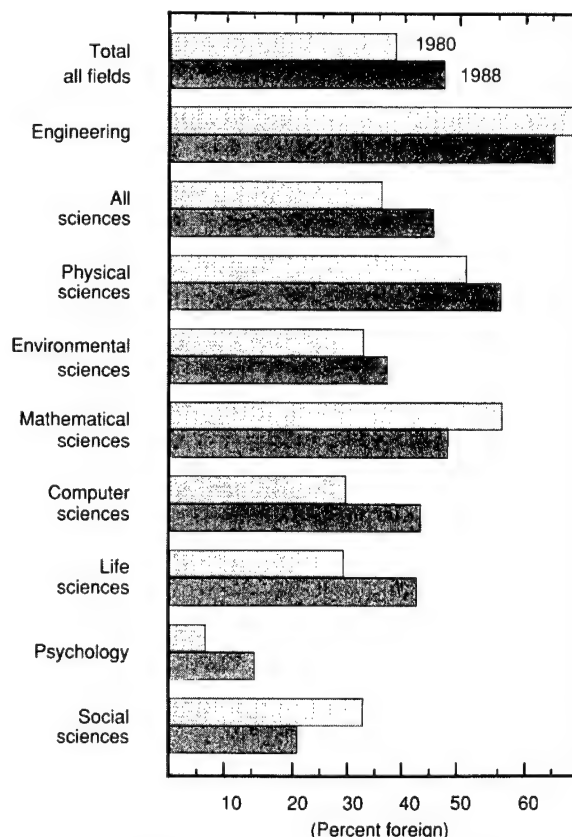 Total
all fields
1980
1988
Engineering
All
sciences
Physical
sciences
Environmental
sciences
Mathematical
sciences
Computer
sciences
Life
sciences
Psychology
Social
sciences
10 20 30 40 50 60
(Percent foreign)